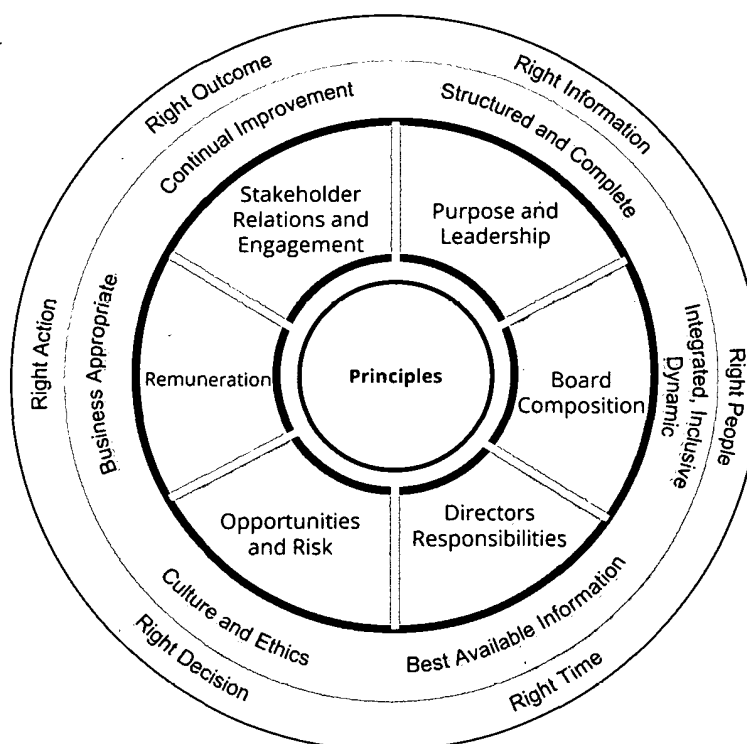 Right Outcome
Right Information
Right People
Right Time
Right Decision
Right Action
Continual Improvement
Structured and Complete
Integrated, Inclusive
Dynamic
Best Available Information
Culture and Ethics
Business Appropriate
Stakeholder
Relations and
Engagement
Purpose and
Leadership
Board
Composition
Directors
Responsibilities
Opportunities
and Risk
Remuneration
Principles